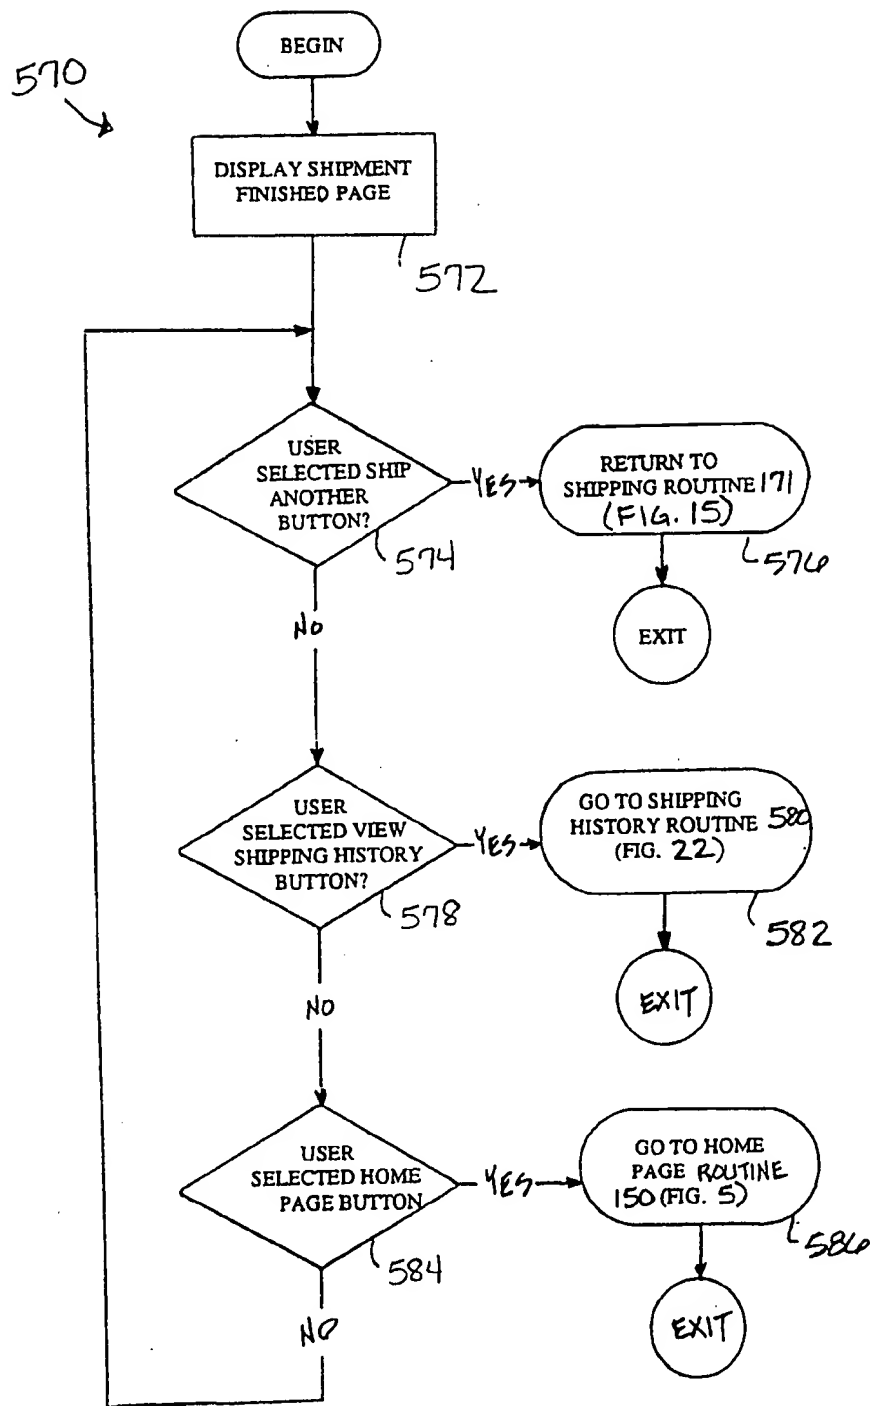 BEGIN
570
DISPLAY SHIPMENT
FINISHED PAGE
572
USER
SELECTED SHIP
ANOTHER
BUTTON?
574
YES
RETURN TO
SHIPPING ROUTINE 171
(FIG. 15)
576
EXIT
NO
USER
SELECTED VIEW
SHIPPING HISTORY
BUTTON?
578
YES
GO TO SHIPPING
HISTORY ROUTINE 580
(FIG. 22)
582
EXIT
NO
USER
SELECTED HOME
PAGE BUTTON
584
YES
GO TO HOME
PAGE ROUTINE
150 (FIG. 5)
586
EXIT
NO